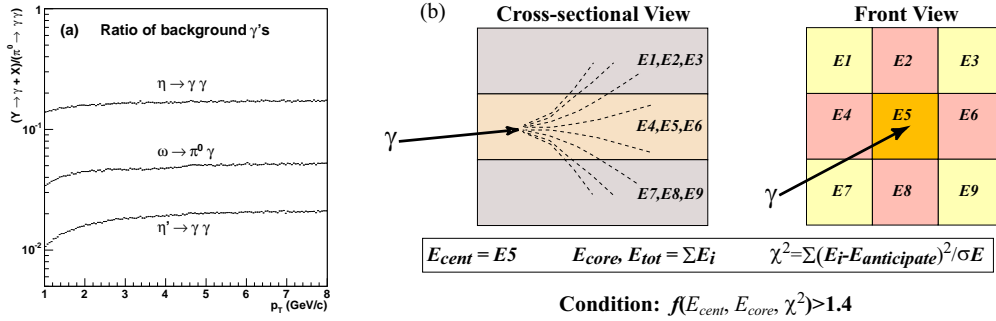 (a) Ratio of background γ's
(Y → γ + X)/(π⁰ → γ γ)
1
10⁻¹
10⁻²
η → γ γ
ω → π⁰ γ
η' → γ γ
1 2 3 4 5 6 7 8
p_T (GeV/c)
(b) Cross-sectional View
E1,E2,E3
E4,E5,E6
E7,E8,E9
γ
Front View
E1 E2 E3
E4 E5 E6
E7 E8 E9
γ
E_cent = E5 E_core, E_tot = ΣE_i χ²=Σ(E_i-E_anticipate)²/σE
Condition: f(E_cent, E_core, χ²)>1.4